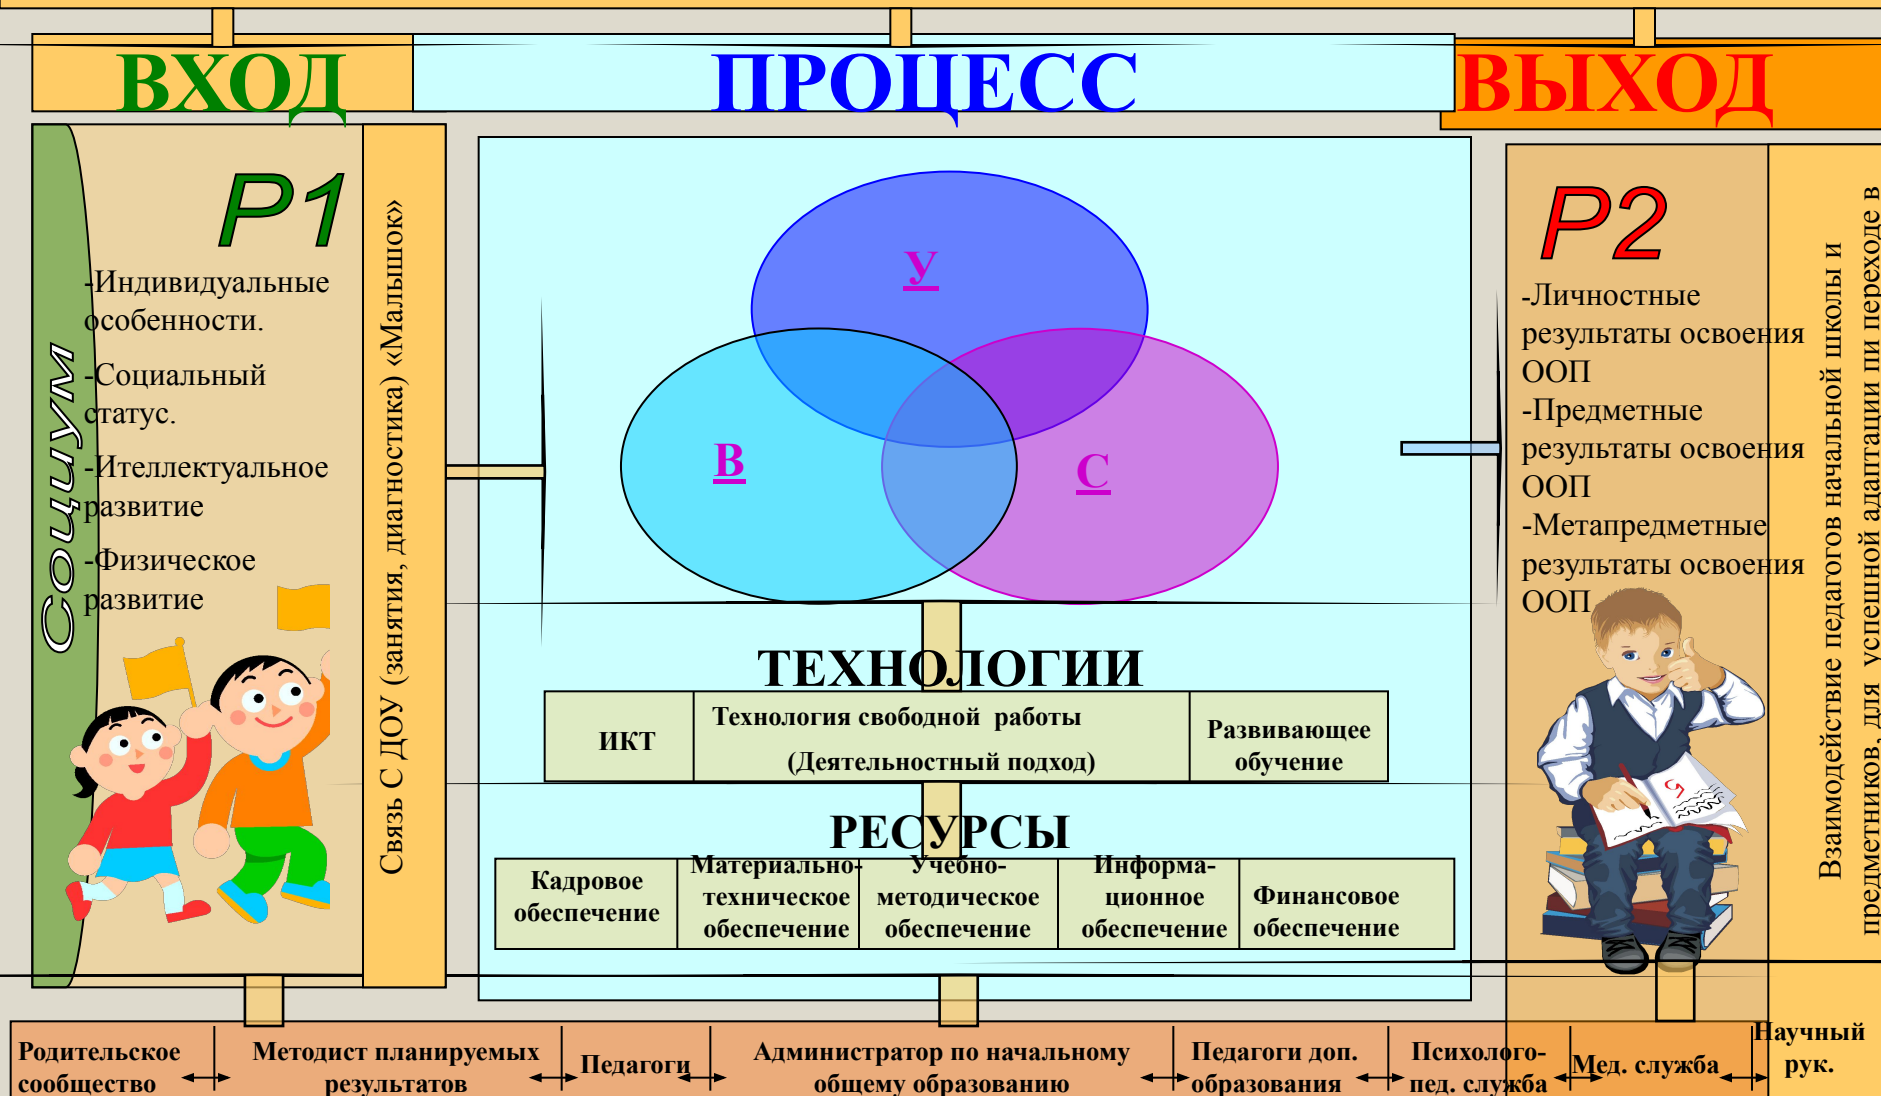 ВХОД
ПРОЦЕСС
ВЫХОД
Социум
Р1
-Индивидуальные
особенности.
-Социальный
статус.
-Ителлектуальное
развитие
-Физическое
развитие
Связь С ДОУ (занятия, диагностика) «Малышок»
У
В
С
ТЕХНОЛОГИИ
ИКТ
Технология свободной работы
(Деятельностный подход)
Развивающее
обучение
РЕСУРСЫ
Кадровое
обеспечение
Материально-
техническое
обеспечение
Учебно-
методическое
обеспечение
Информа-
ционное
обеспечение
Финансовое
обеспечение
Р2
-Личностные
результаты освоения
ООП
-Предметные
результаты освоения
ООП
-Метапредметные
результаты освоения
ООП
Взаимодействие педагогов начальной школы и
предметников, для успешной адаптации пи переходе в
Родительское
сообщество
Методист планируемых
результатов
Педагоги
Администратор по начальному
общему образованию
Педагоги доп.
образования
Психолого-
пед. служба
Мед. служба
Научный
рук.